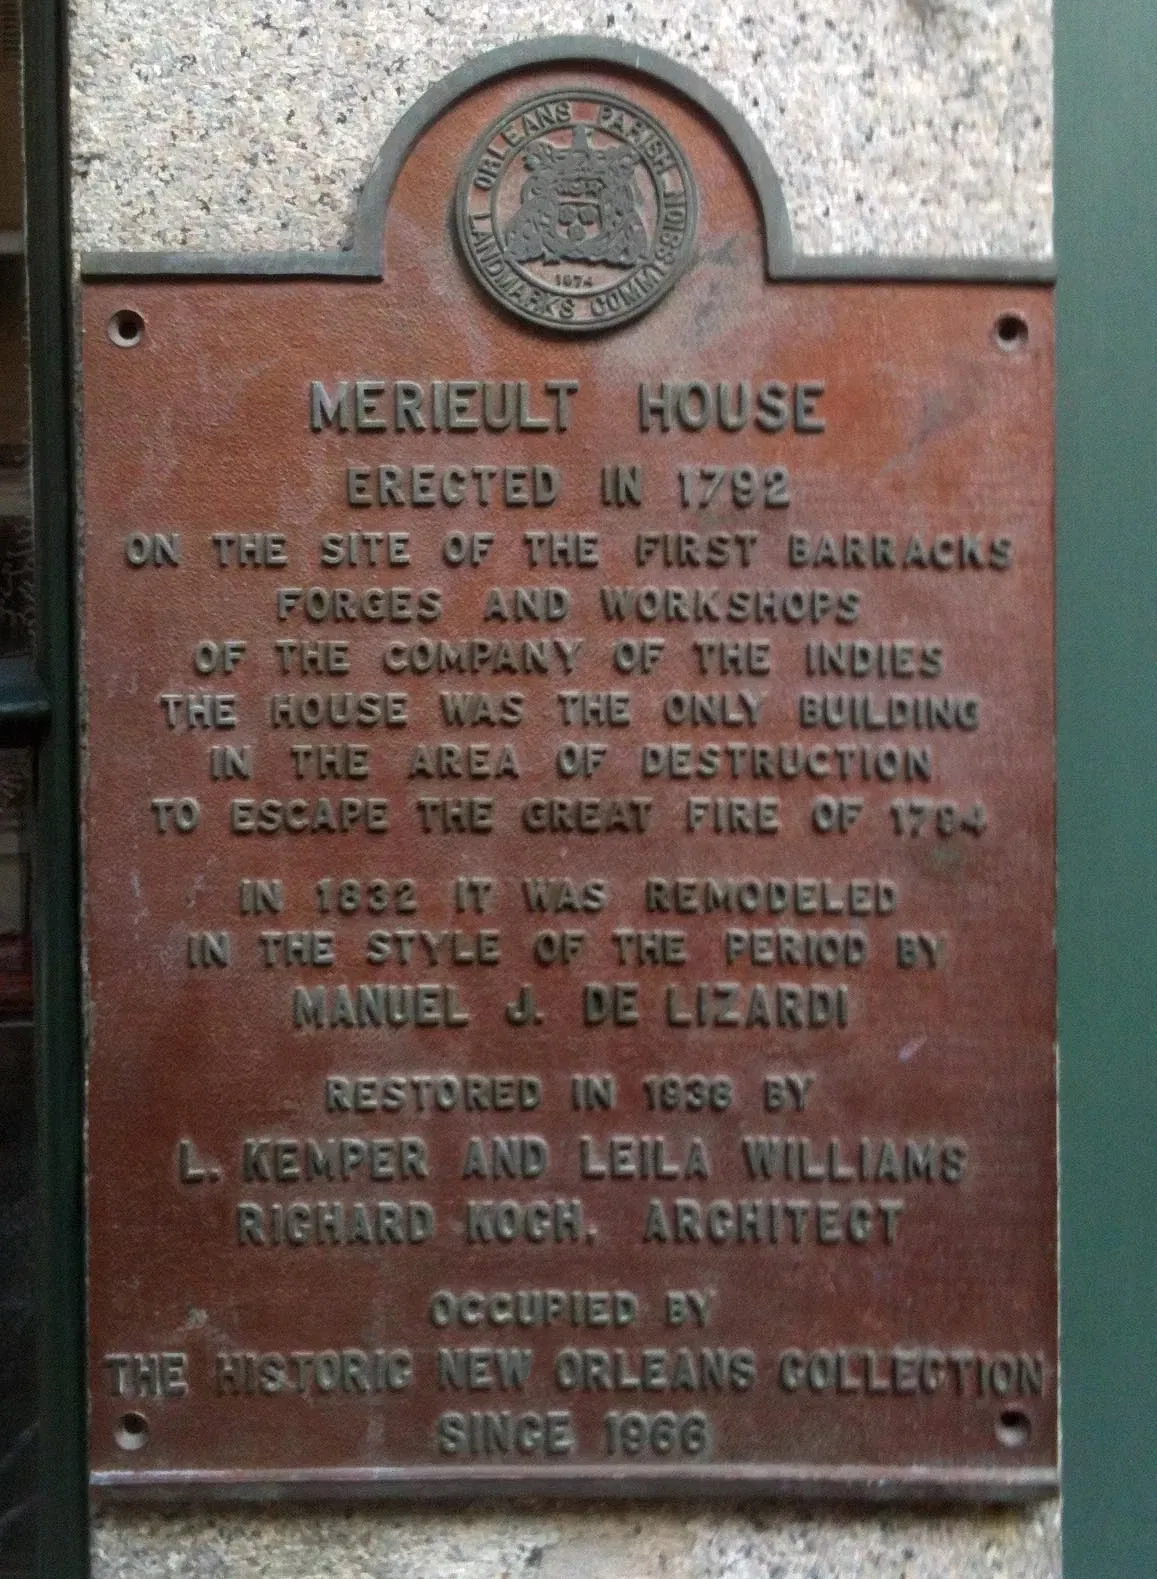 ORLEANS PARISH
LANDMARKS COMMISSION
MERIEULT HOUSE
ERECTED IN 1792
ON THE SITE OF THE FIRST BARRACKS
FORGES AND WORKSHOPS
OF THE COMPANY OF THE INDIES
THE HOUSE WAS THE ONLY BUILDING
IN THE AREA OF DESTRUCTION
TO ESCAPE THE GREAT FIRE OF 1794
IN 1832 IT WAS REMODELED
IN THE STYLE OF THE PERIOD BY
MANUEL J. DE LIZARDI
RESTORED IN 1938 BY
L. KEMPER AND LEILA WILLIAMS
RICHARD KOCH, ARCHITECT
OCCUPIED BY
THE HISTORIC NEW ORLEANS COLLECTION
SINCE 1966